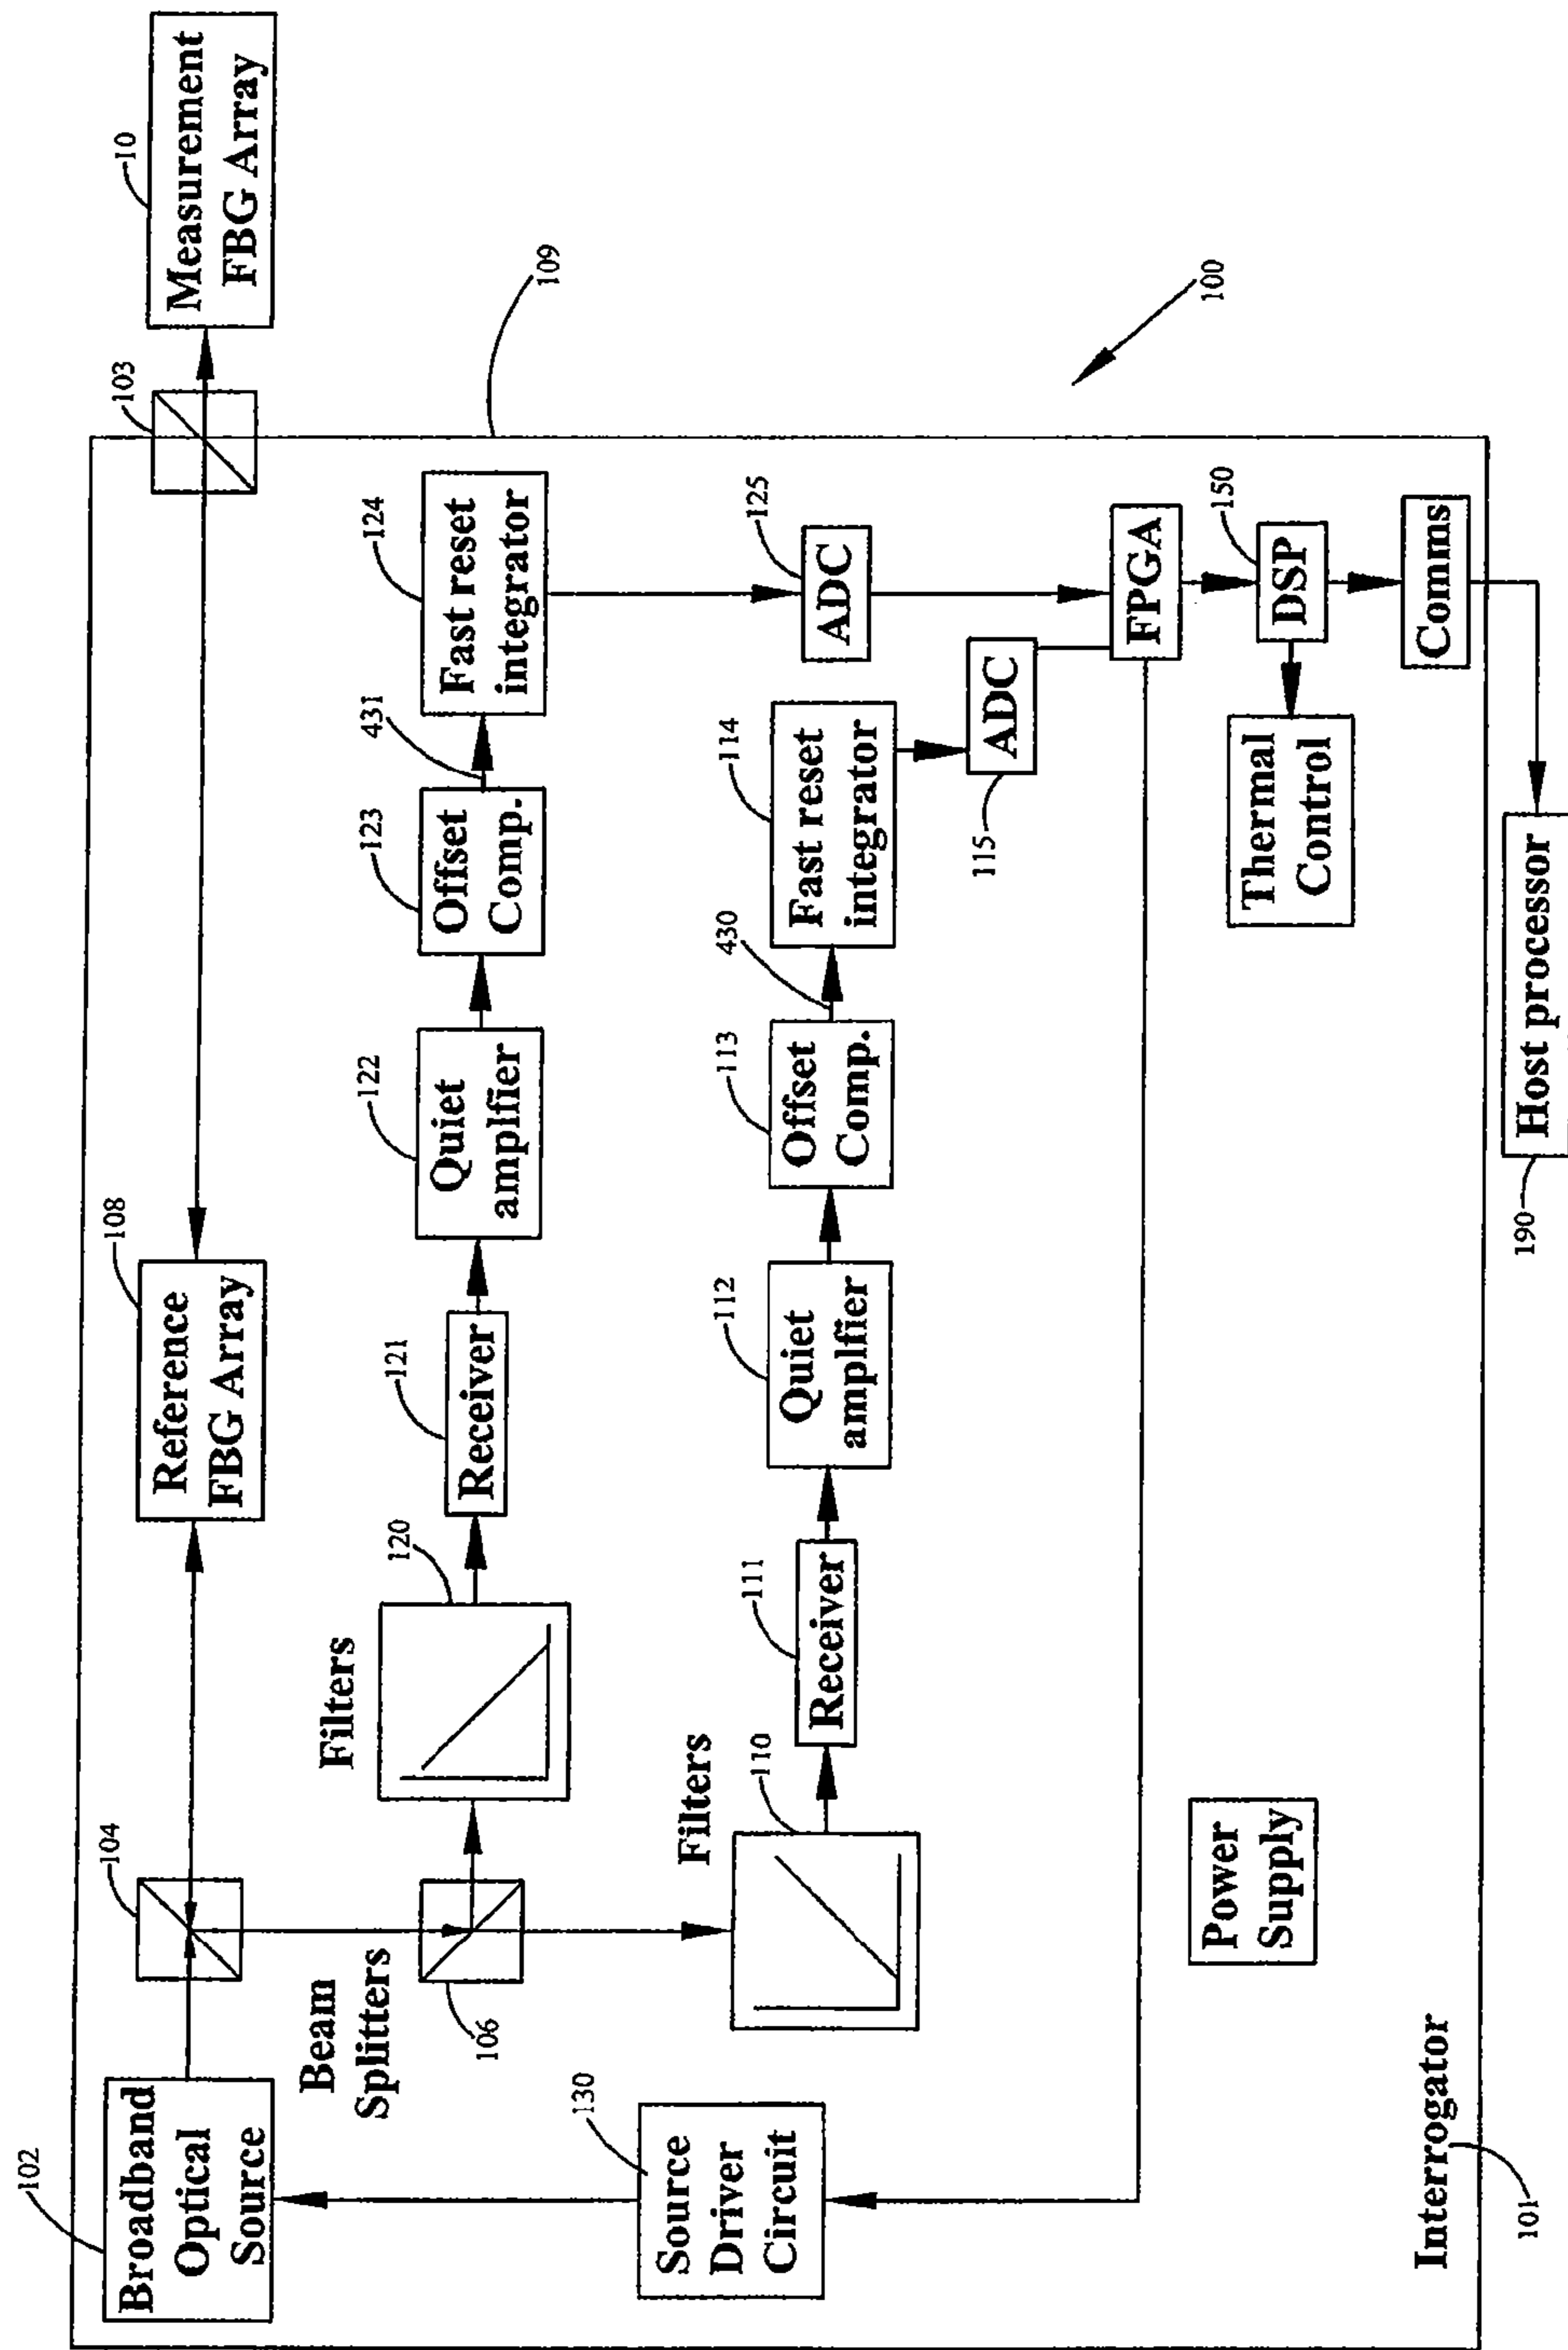 102
Broadband
Optical
Source
104
108
Reference
FBG Array
103
10
Measurement
FBG Array
Beam
Splitters
106
Filters
120
121
Receiver
122
Quiet
amplfier
123
Offset
Comp.
431
124
Fast reset
integrator
109
130
Source
Driver
Circuit
Filters
110
111
Receiver
112
Quiet
amplfier
113
Offset
Comp.
430
114
Fast reset
integrator
125
ADC
115
ADC
100
FPGA
150
DSP
Thermal
Control
Comms
Power
Supply
Interrogator
101
190
Host processor